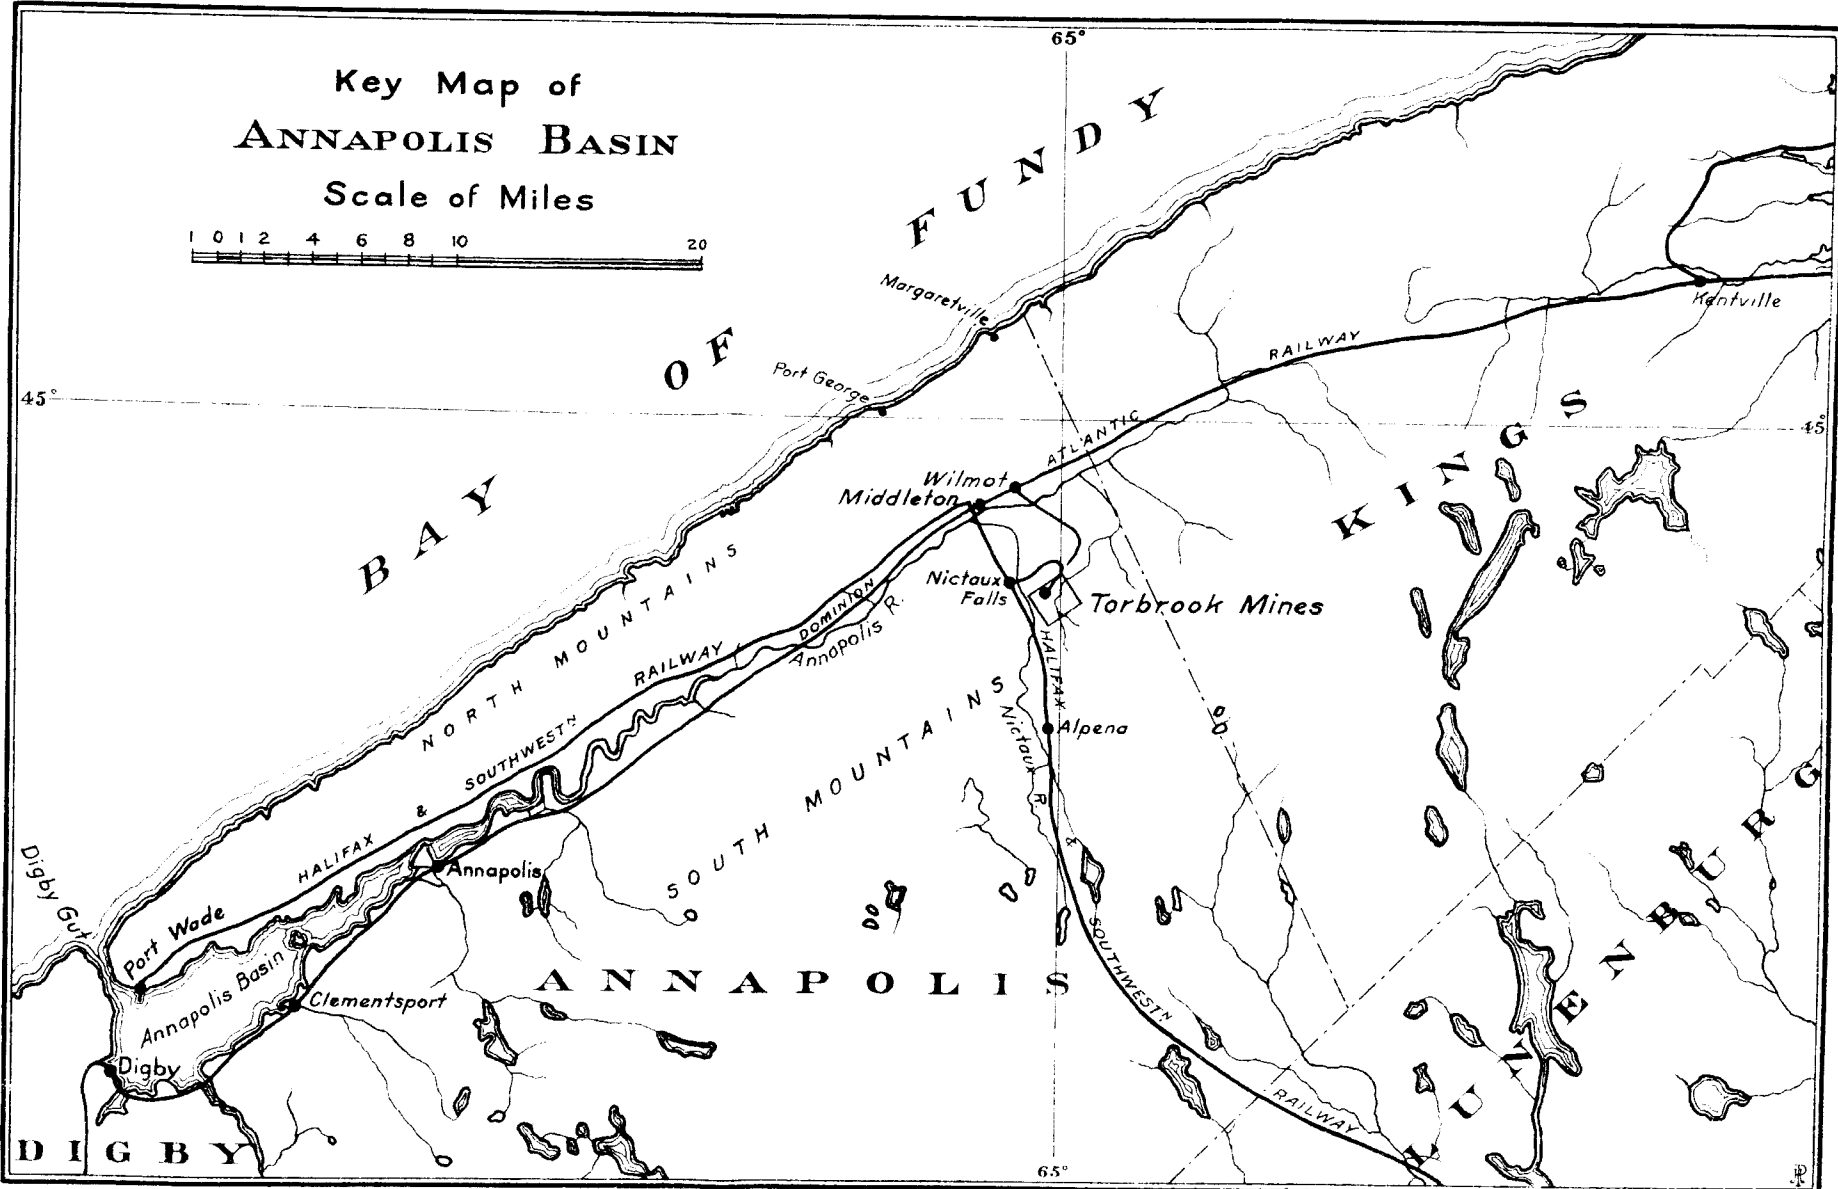 65°
Key Map of
ANNAPOLIS BASIN
Scale of Miles
1 0 1 2 4 6 8 10 20
BAY OF FUNDY
Margaretville
Port George
Kentville
45°
45°
RAILWAY
ATLANTIC
DOMINION
KINGS
Wilmot
Middleton
Nictaux
Falls
Torbrook Mines
NORTH MOUNTAINS
Annapolis R.
HALIFAX & SOUTHWEST'N RAILWAY
SOUTH MOUNTAINS
Nictaux R.
Alpena
HALIFAX & SOUTHWEST'N RAILWAY
Digby Gut
Port Wade
Annapolis
Annapolis Basin
Clementsport
Digby
ANNAPOLIS
LUNENBURG
DIGBY
65°